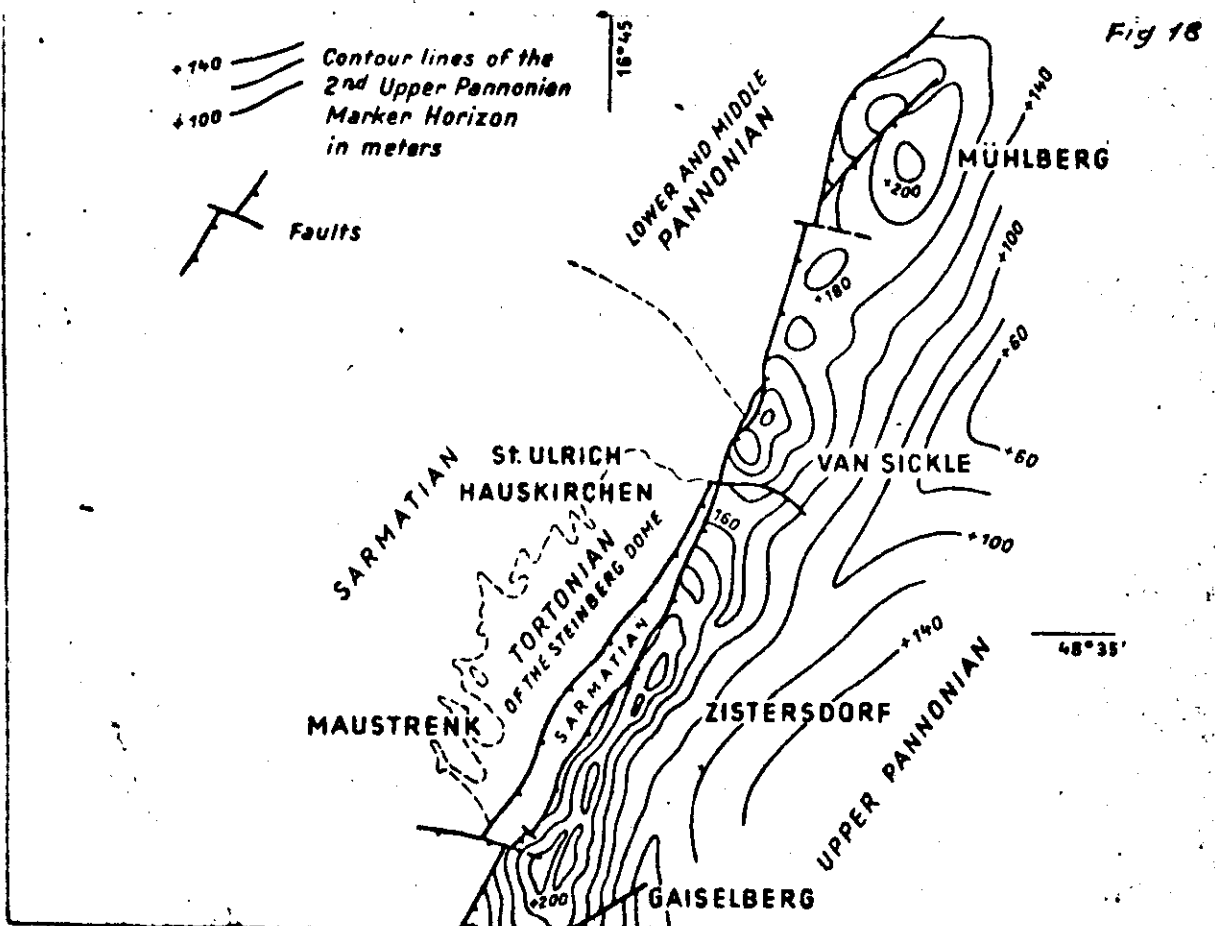 Fig 18
+140
+100
Contour lines of the
2nd Upper Pannonian
Marker Horizon
in meters
Faults
16°45
LOWER AND MIDDLE
PANNONIAN
+140
MÜHLBERG
+200
+100
+180
+60
St. ULRICH
HAUSKIRCHEN
VAN SICKLE
+60
SARMATIAN
160
+100
TORTONIAN
OF THE STEINBERG DOME
+140
48°35'
SARMATIAN
MAUSTRENK
ZISTERSDORF
UPPER PANNONIAN
+200
GAISELBERG